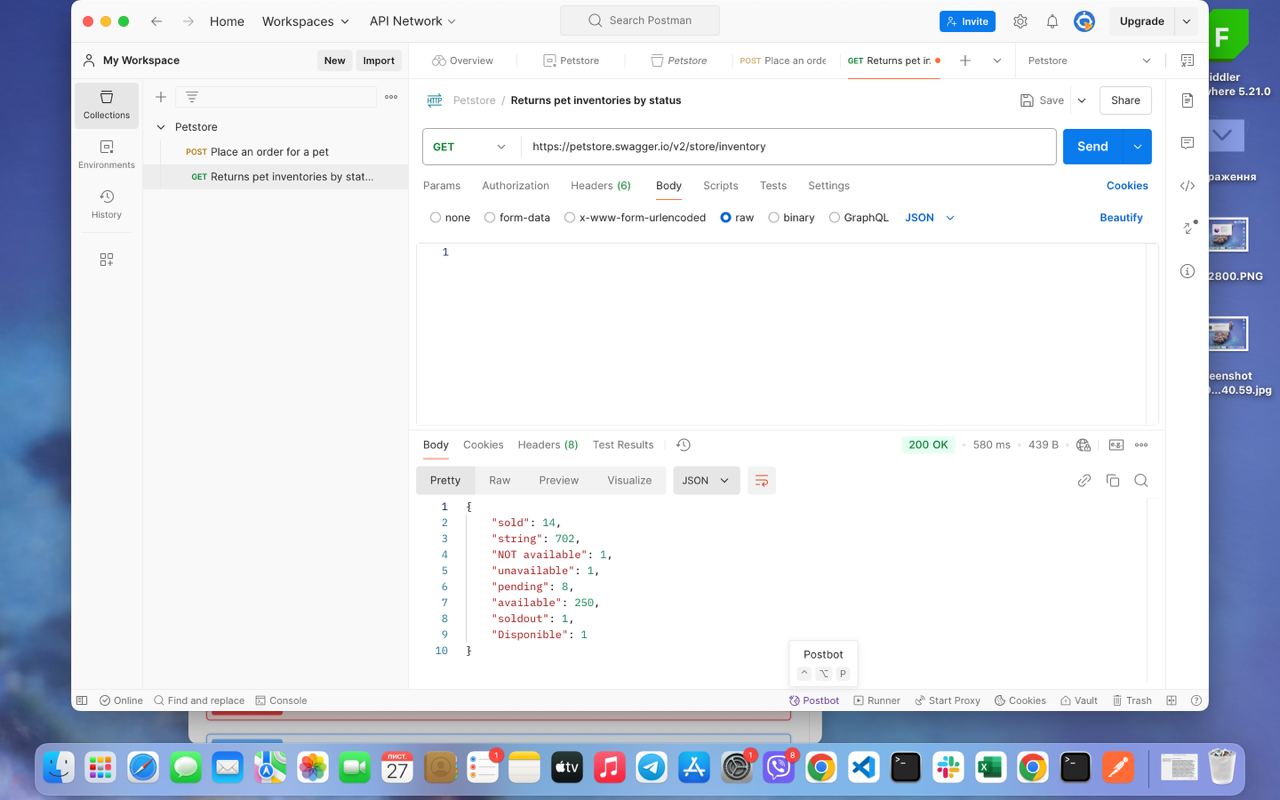 Home
Workspaces
API Network
Search Postman
Invite
Upgrade
My Workspace
New
Import
Overview
Petstore
Petstore
POST Place an orde
GET Returns pet ir.
Petstore
Petstore / Returns pet inventories by status
Save
Share
Collections
Environments
History
Petstore
POST Place an order for a pet
GET Returns pet inventories by stat...
GET
https://petstore.swagger.io/v2/store/inventory
Send
Params
Authorization
Headers (6)
Body
Scripts
Tests
Settings
Cookies
none
form-data
x-www-form-urlencoded
raw
binary
GraphQL
JSON
Beautify
1
Body
Cookies
Headers (8)
Test Results
200 OK
580 ms
439 B
Pretty
Raw
Preview
Visualize
JSON
1 {
2 "sold": 14,
3 "string": 702,
4 "NOT available": 1,
5 "unavailable": 1,
6 "pending": 8,
7 "available": 250,
8 "soldout": 1,
9 "Disponible": 1
10 }
Postbot
^ ⌥ P
Online
Find and replace
Console
Postbot
Runner
Start Proxy
Cookies
Vault
Trash
F
iddler
where 5.21.0
раження
2800.PNG
eenshot
...40.59.jpg
ЛИСТ.
27
1
tv
1
8